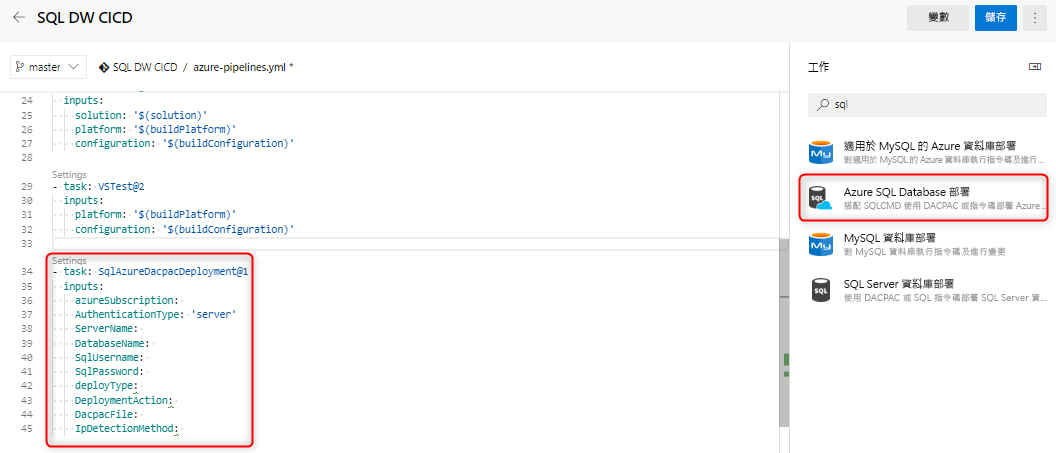 SQL DW CICD
變數
儲存
master
SQL DW CICD / azure-pipelines.yml *
24 inputs:
25 solution: '$(solution)'
26 platform: '$(buildPlatform)'
27 configuration: '$(buildConfiguration)'
28
Settings
29 - task: VSTest@2
30 inputs:
31 platform: '$(buildPlatform)'
32 configuration: '$(buildConfiguration)'
33
Settings
34 - task: SqlAzureDacpacDeployment@1
35 inputs:
36 azureSubscription:
37 AuthenticationType: 'server'
38 ServerName:
39 DatabaseName:
40 SqlUsername:
41 SqlPassword:
42 deployType:
43 DeploymentAction:
44 DacpacFile:
45 IpDetectionMethod:
工作
sql
適用於 MySQL 的 Azure 資料庫部署
對適用於 MySQL 的 Azure 資料庫執行指令碼及進行...
Azure SQL Database 部署
搭配 SQLCMD 使用 DACPAC 或指令碼部署 Azure ...
MySQL 資料庫部署
對 MySQL 資料庫執行指令碼及進行變更
SQL Server 資料庫部署
使用 DACPAC 或 SQL 指令碼部署 SQL Server 資...